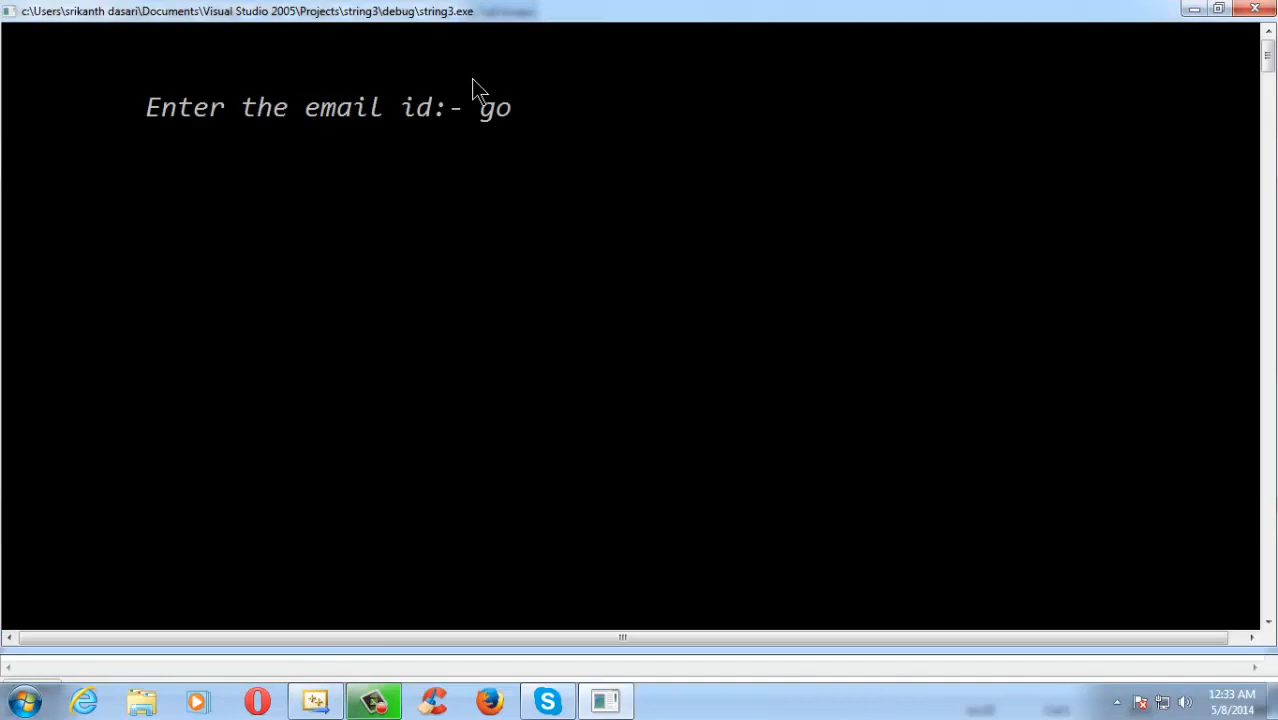 c:\Users\srikanth dasari\Documents\Visual Studio 2005\Projects\string3\debug\string3.exe
Enter the email id:- go
12:33 AM
5/8/2014